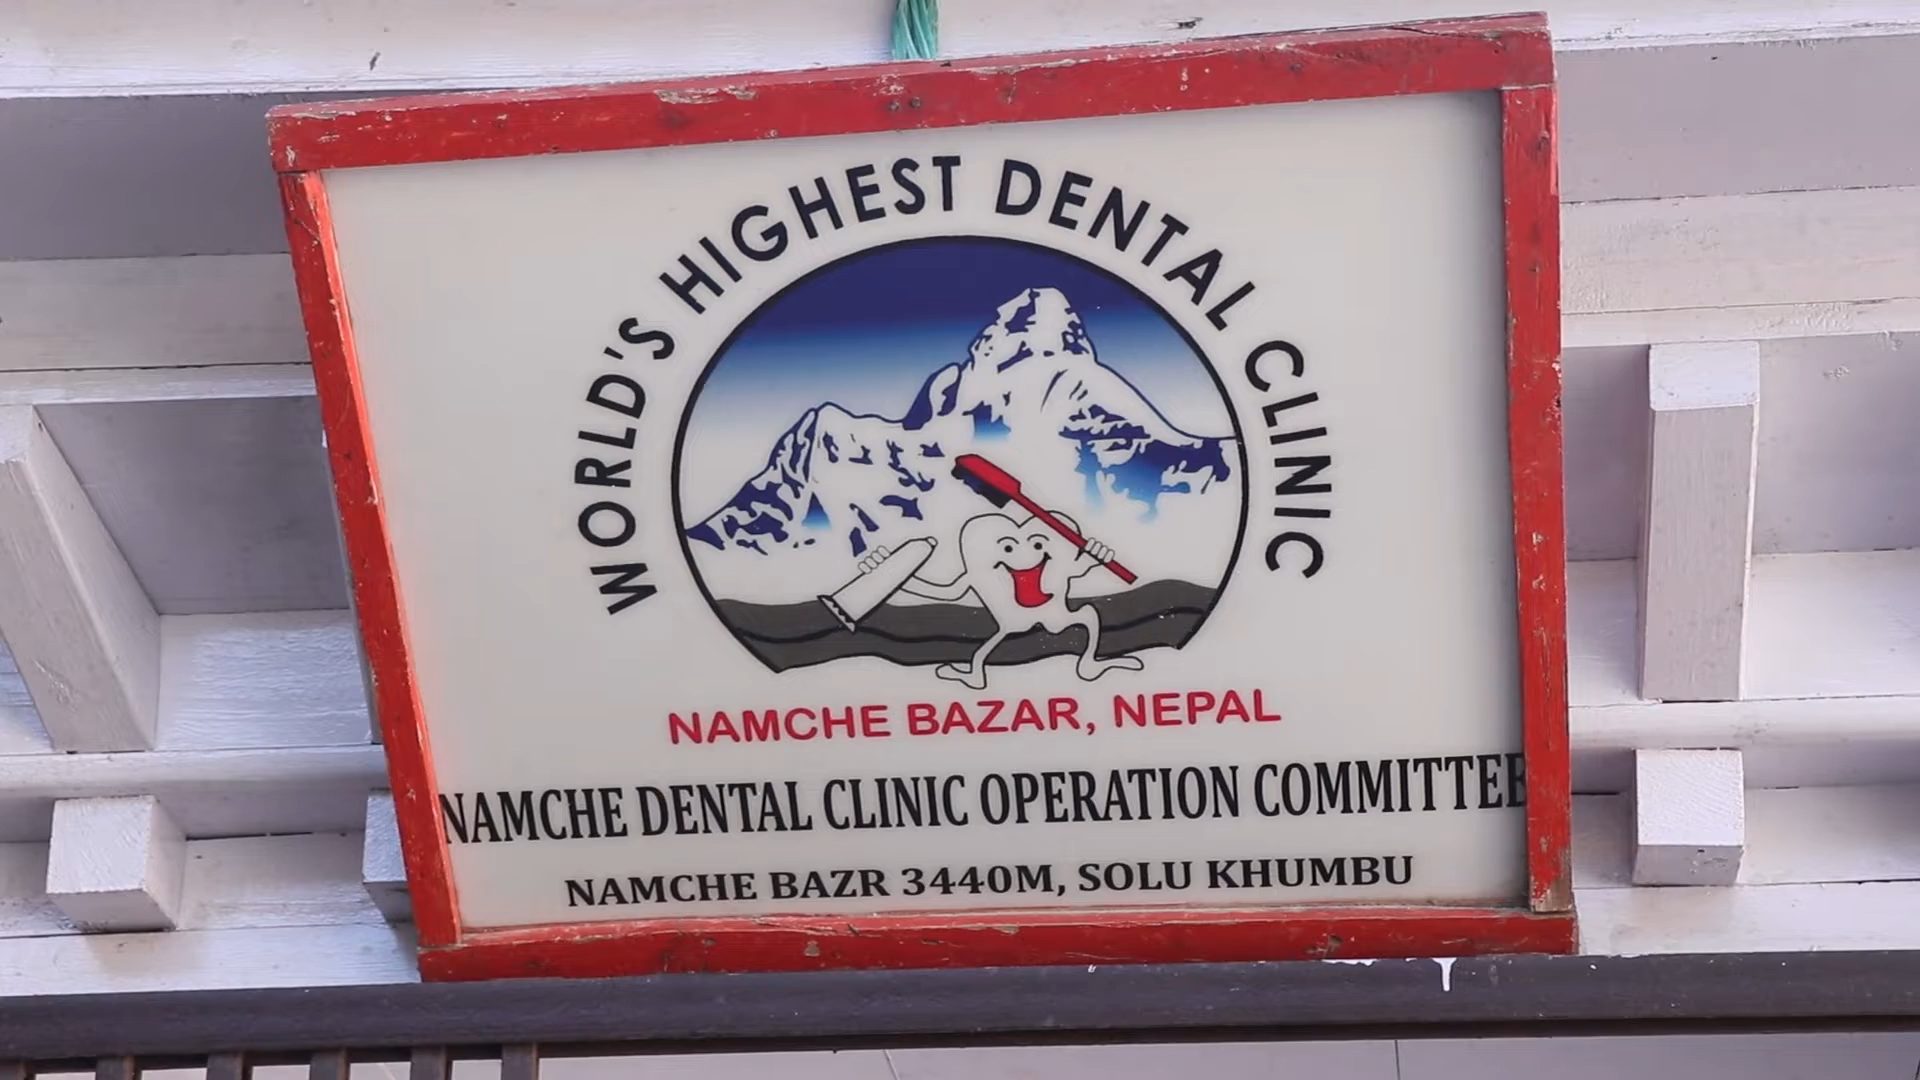 WORLD'S HIGHEST DENTAL CLINIC
NAMCHE BAZAR, NEPAL
NAMCHE DENTAL CLINIC OPERATION COMMITTEE
NAMCHE BAZR 3440M, SOLU KHUMBU